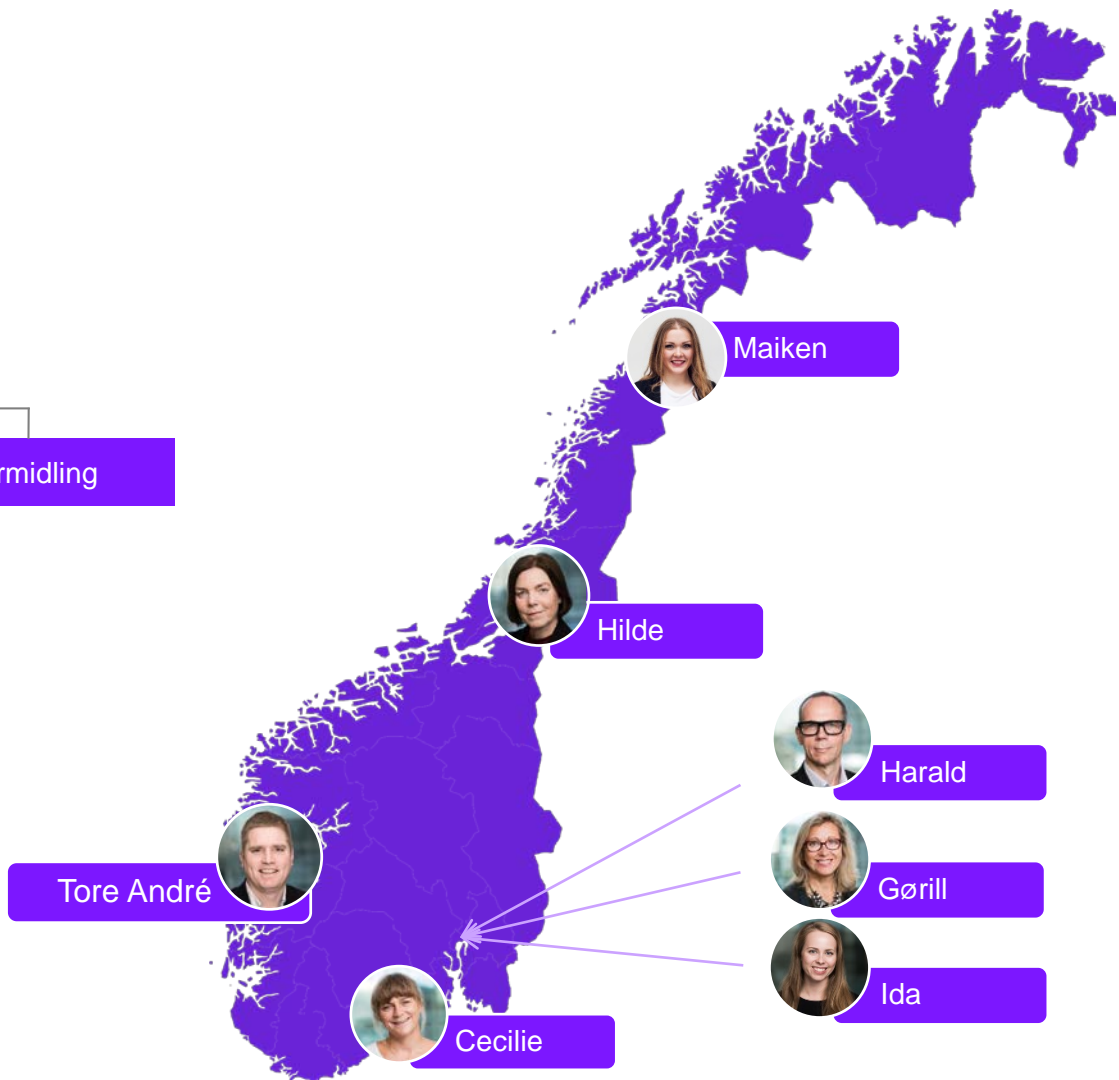 Maiken
rmidling
Hilde
Harald
Tore André
Gørill
Ida
Cecilie